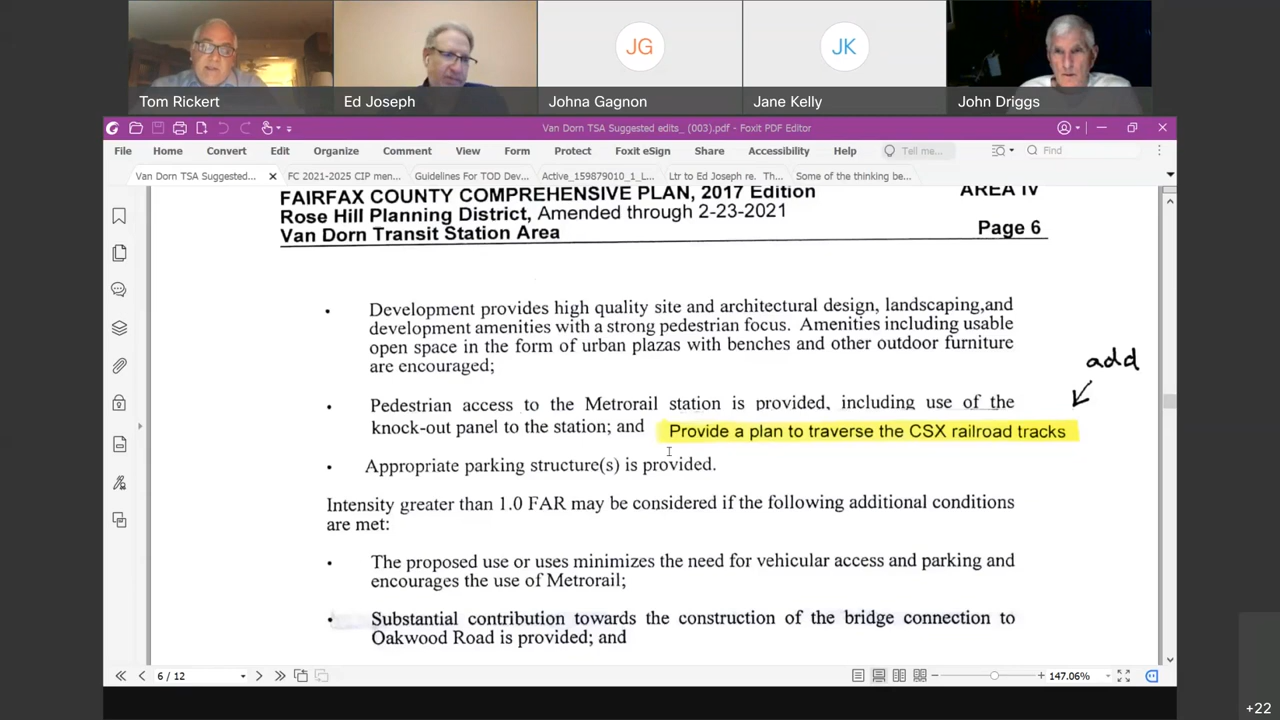 JG
JK
Tom Rickert
Ed Joseph
Johna Gagnon
Jane Kelly
John Driggs
Van Dorn TSA Suggested edits_ (003).pdf - Foxit PDF Editor
File Home Convert Edit Organize Comment View Form Protect Foxit eSign Share Accessibility Help Tell me... Find
Van Dorn TSA Suggested... FC 2021-2025 CIP men... Guidelines For TOD Dev... Active_159879010_1_L... Ltr to Ed Joseph re. Th... Some of the thinking be...
FAIRFAX COUNTY COMPREHENSIVE PLAN, 2017 Edition AREA IV
Rose Hill Planning District, Amended through 2-23-2021
Van Dorn Transit Station Area Page 6
• Development provides high quality site and architectural design, landscaping,and
development amenities with a strong pedestrian focus. Amenities including usable
open space in the form of urban plazas with benches and other outdoor furniture
are encouraged;
add
• Pedestrian access to the Metrorail station is provided, including use of the
knock-out panel to the station; and Provide a plan to traverse the CSX railroad tracks
• Appropriate parking structure(s) is provided.
Intensity greater than 1.0 FAR may be considered if the following additional conditions
are met:
• The proposed use or uses minimizes the need for vehicular access and parking and
encourages the use of Metrorail;
• Substantial contribution towards the construction of the bridge connection to
Oakwood Road is provided; and
6 / 12 147.06%
+22